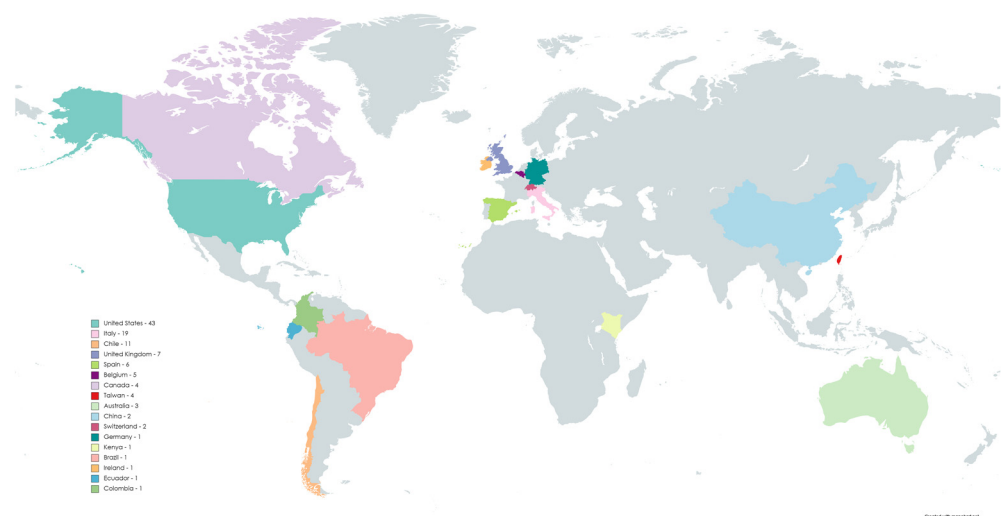 United States - 43
Italy - 19
Chile - 11
United Kingdom - 7
Spain - 6
Belgium - 5
Canada - 4
Taiwan - 4
Australia - 3
China - 2
Switzerland - 2
Germany - 1
Kenya - 1
Brazil - 1
Ireland - 1
Ecuador - 1
Colombia - 1